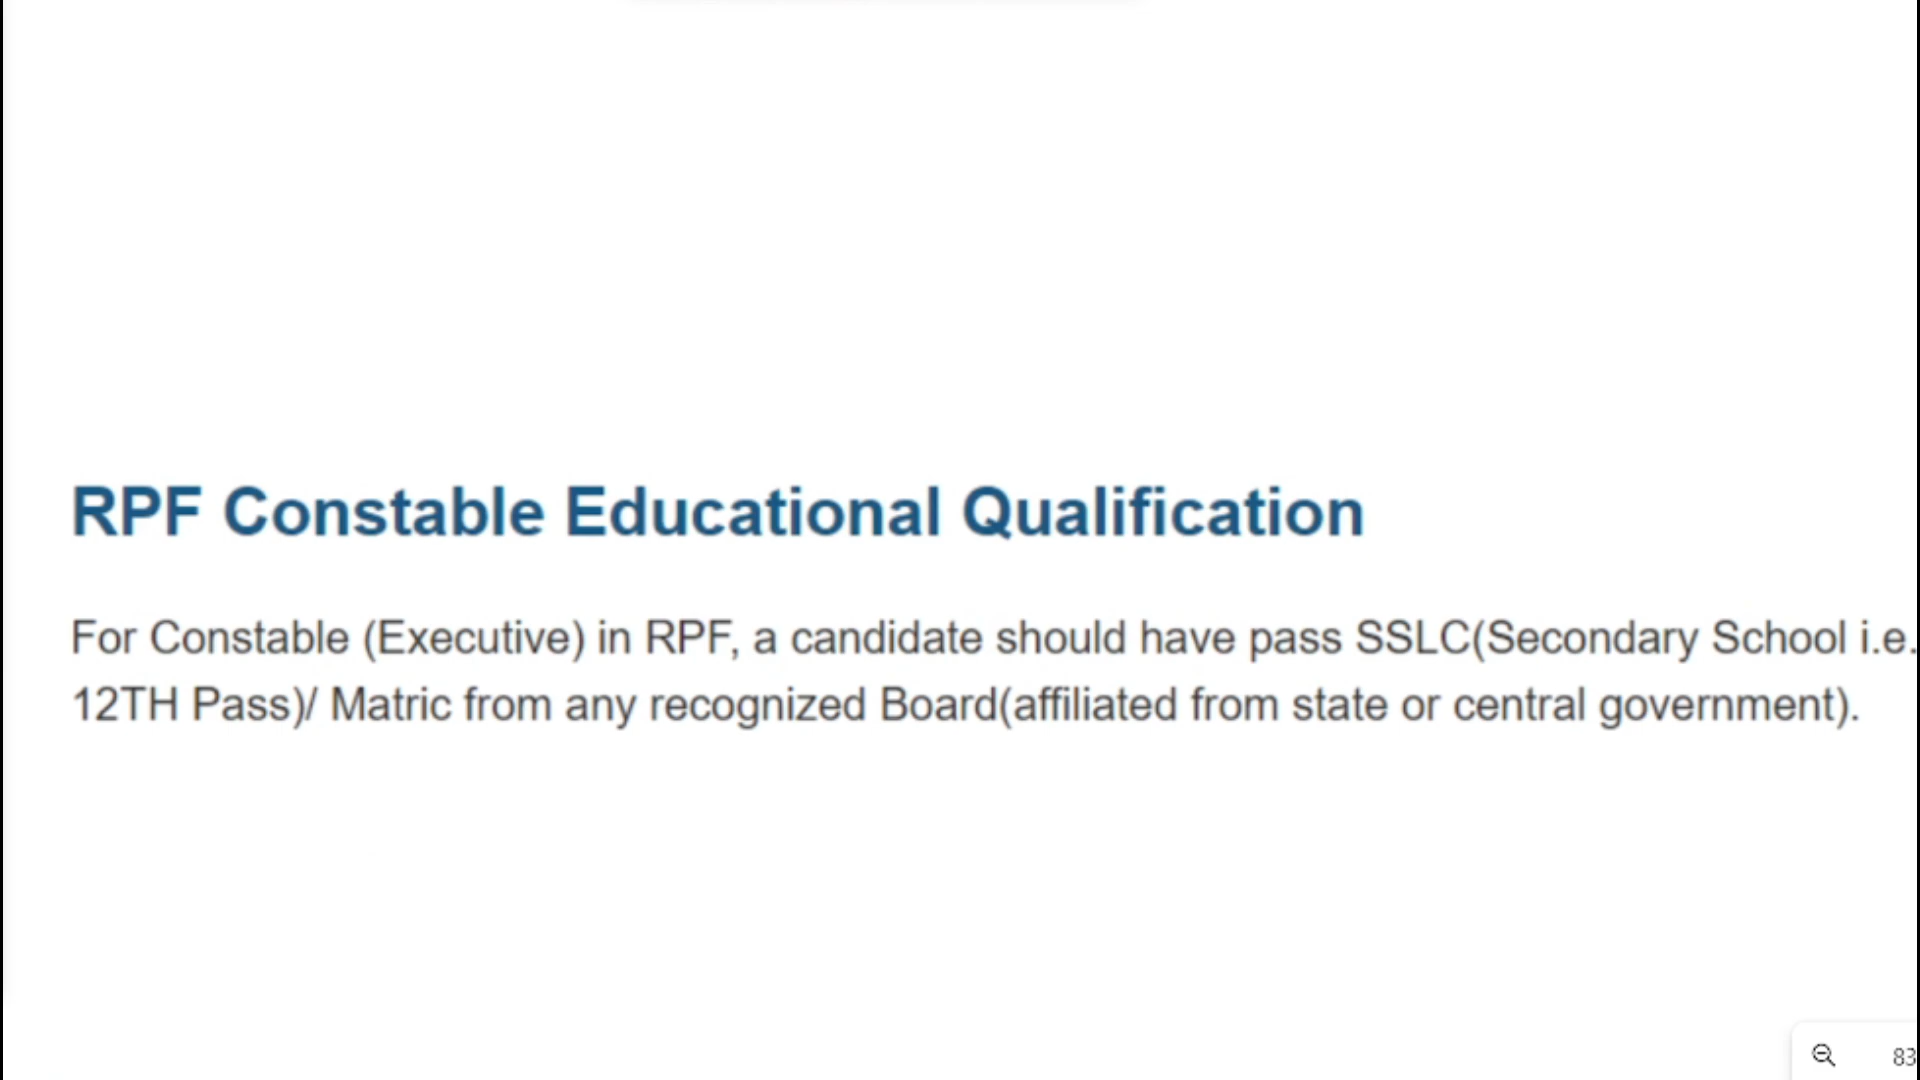 RPF Constable Educational Qualification
For Constable (Executive) in RPF, a candidate should have pass SSLC(Secondary School i.e.
12TH Pass)/ Matric from any recognized Board(affiliated from state or central government).
83